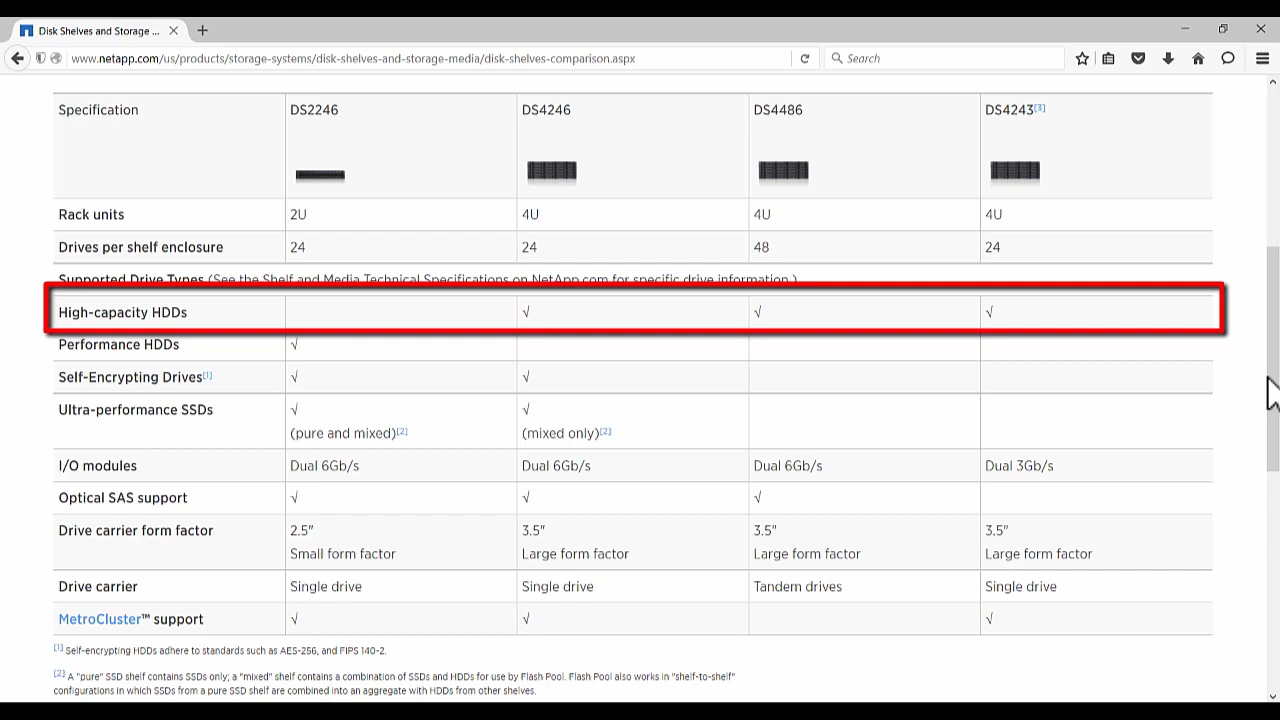 Disk Shelves and Storage ...
www.netapp.com/us/products/storage-systems/disk-shelves-and-storage-media/disk-shelves-comparison.aspx
Search
Specification DS2246 DS4246 DS4486 DS4243[3]
Rack units 2U 4U 4U 4U
Drives per shelf enclosure 24 24 48 24
Supported Drive Types (See the Shelf and Media Technical Specifications on NetApp.com for specific drive information.)
High-capacity HDDs √ √ √
Performance HDDs √
Self-Encrypting Drives[1] √ √
Ultra-performance SSDs √ √
(pure and mixed)[2] (mixed only)[2]
I/O modules Dual 6Gb/s Dual 6Gb/s Dual 6Gb/s Dual 3Gb/s
Optical SAS support √ √ √
Drive carrier form factor 2.5" 3.5" 3.5" 3.5"
Small form factor Large form factor Large form factor Large form factor
Drive carrier Single drive Single drive Tandem drives Single drive
MetroCluster™ support √ √ √
[1] Self-encrypting HDDs adhere to standards such as AES-256, and FIPS 140-2.
[2] A "pure" SSD shelf contains SSDs only; a "mixed" shelf contains a combination of SSDs and HDDs for use by Flash Pool. Flash Pool also works in "shelf-to-shelf"
configurations in which SSDs from a pure SSD shelf are combined into an aggregate with HDDs from other shelves.